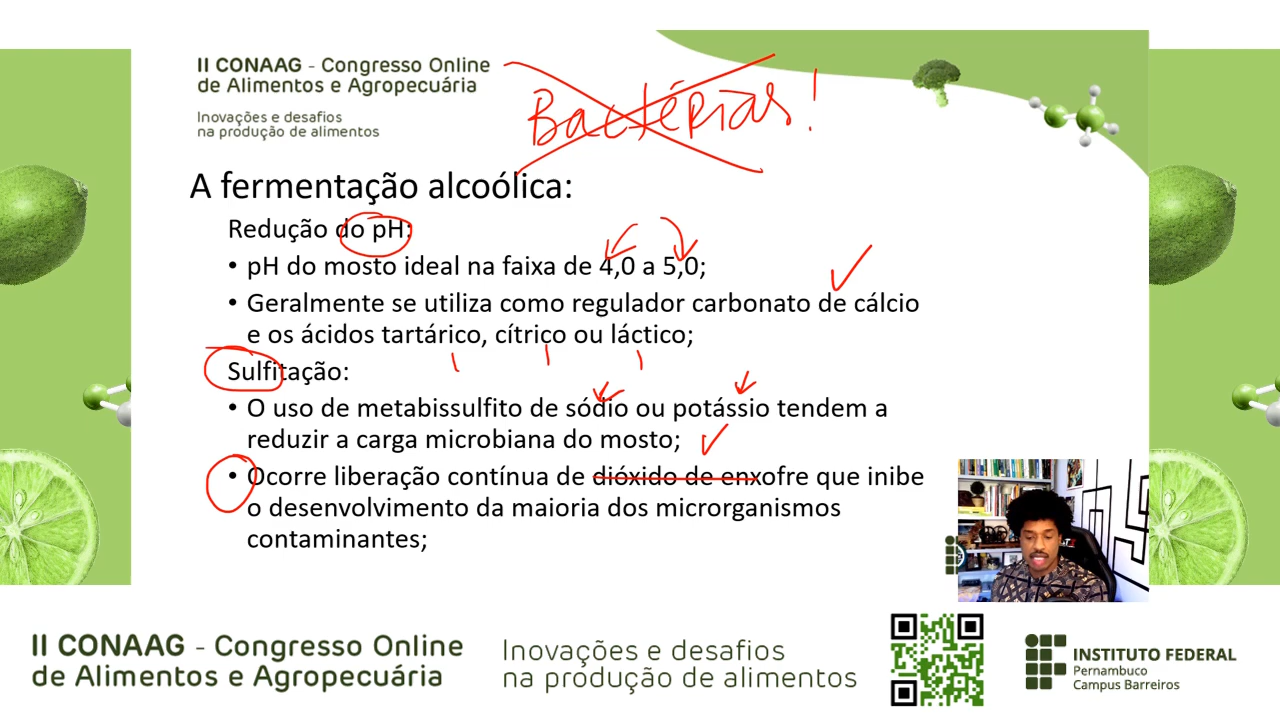 II CONAAG - Congresso Online
de Alimentos e Agropecuária
Inovações e desafios
na produção de alimentos
Bactérias!
A fermentação alcoólica:
Redução do pH:
• pH do mosto ideal na faixa de 4,0 a 5,0;
• Geralmente se utiliza como regulador carbonato de cálcio
e os ácidos tartárico, cítrico ou láctico;
Sulfitação:
• O uso de metabissulfito de sódio ou potássio tendem a
reduzir a carga microbiana do mosto;
• Ocorre liberação contínua de dióxido de enxofre que inibe
o desenvolvimento da maioria dos microrganismos
contaminantes;
II CONAAG - Congresso Online
de Alimentos e Agropecuária
Inovações e desafios
na produção de alimentos
INSTITUTO FEDERAL
Pernambuco
Campus Barreiros